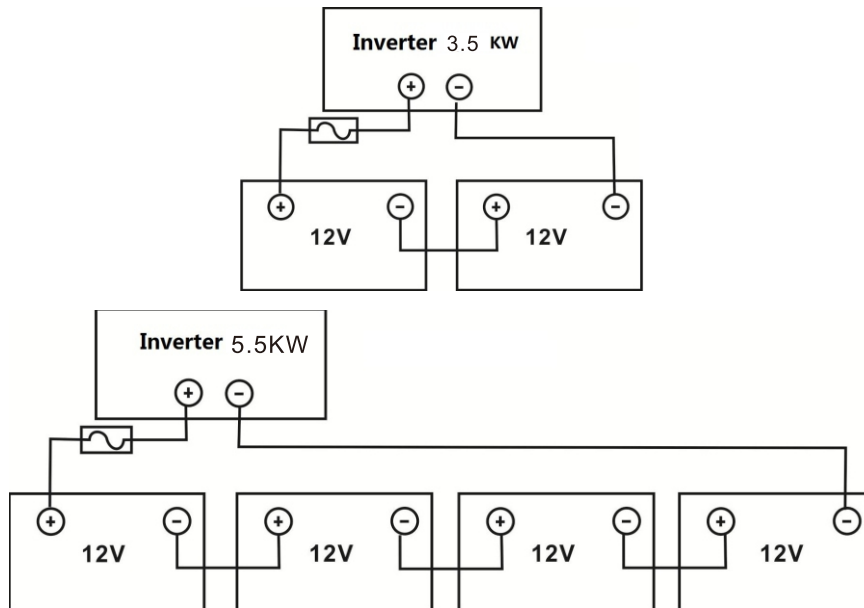 Inverter 3.5 KW
+ −
+ − + −
12V 12V
Inverter 5.5KW
+ −
+ − + − + − + −
12V 12V 12V 12V